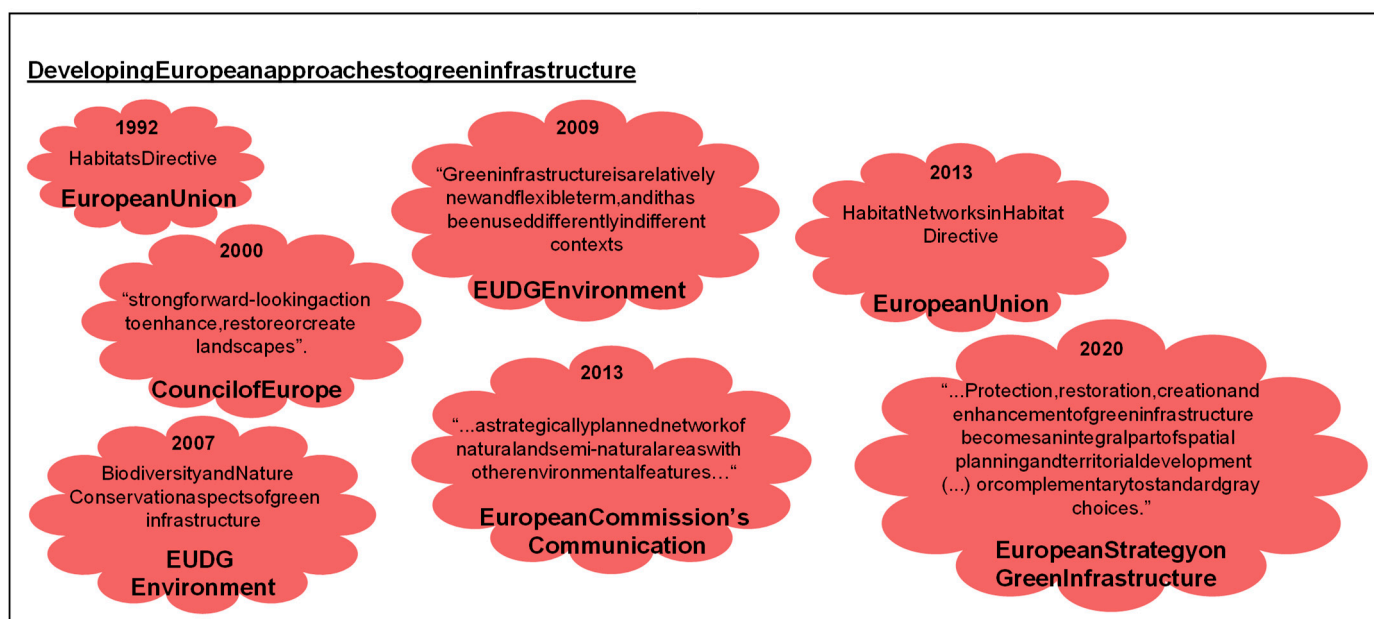 DevelopingEuropeanapproachestogreeninfrastructure
1992
HabitatsDirective
EuropeanUnion
2000
“strongforward-lookingaction
toenhance,restoreorcreate
landscapes”.
CouncilofEurope
2007
BiodiversityandNature
Conservationaspectsofgreen
infrastructure
EUDG
Environment
2009
“Greeninfrastructureisarelatively
newandflexibleterm,andithas
beenuseddifferentlyindifferent
contexts
EUDGEnvironment
2013
“...astrategicallyplannednetworkof
naturalandsemi-naturalareaswith
otherenvironmentalfeatures…“
EuropeanCommission’s
Communication
2013
HabitatNetworksinHabitat
Directive
EuropeanUnion
2020
“...Protection,restoration,creationand
enhancementofgreeninfrastructure
becomesanintegralpartofspatial
planningandterritorialdevelopment
(...) orcomplementarytostandardgray
choices.”
EuropeanStrategyon
GreenInfrastructure